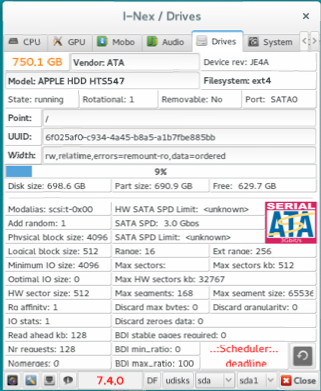 I-Nex / Drives
CPU GPU Mobo Audio Drives System
750.1 GB Vendor: ATA Device rev: JE4A
Model: APPLE HDD HTS547 Filesystem: ext4
State: running Rotational: 1 Removable: No Port: SATA0
Point: /
UUID: 6f025af0-c934-4a45-b8a5-a1b7fbe885bb
Width: rw,relatime,errors=remount-ro,data=ordered
9%
Disk size: 698.6 GB Part size: 690.9 GB Free: 629.7 GB
Modalias: scsi:t-0x00 HW SATA SPD Limit: <unknown>
Add random: 1 SATA SPD: 3.0 Gbps
Physical block size: 4096 SATA SPD Limit: <unknown>
Logical block size: 512 Range: 16 Ext range: 256
Minimum IO size: 4096 Max sectors: Max sectors kb: 512
Optimal IO size: 0 Max HW sectors kb: 32767
HW sector size: 512 Max segments: 168 Max segment size: 65536
Rq affinity: 1 Discard max bytes: 0 Discard granularity: 0
IO stats: 1 Discard zeroes data: 0
Read ahead kb: 128 BDI stable pages required: 0
Nr requests: 128 BDI min_ratio: 0
Nomerges: 0 BDI max_ratio: 100
SERIAL
ATA
3Gbit/s
..:Scheduler:..
deadline
7.4.0 DF udisks sda sda1 Close